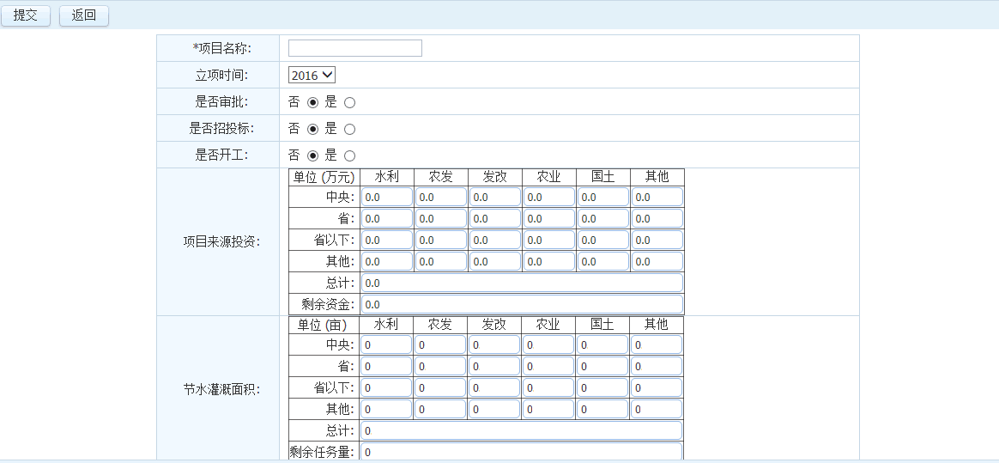 提交 返回
*项目名称:
立项时间: 2016
是否审批: 否 是
是否招投标: 否 是
是否开工: 否 是
项目来源投资:
单位 (万元) 水利 农发 发改 农业 国土 其他
中央: 0.0 0.0 0.0 0.0 0.0 0.0
省: 0.0 0.0 0.0 0.0 0.0 0.0
省以下: 0.0 0.0 0.0 0.0 0.0 0.0
其他: 0.0 0.0 0.0 0.0 0.0 0.0
总计: 0.0
剩余资金: 0.0
节水灌溉面积:
单位 (亩) 水利 农发 发改 农业 国土 其他
中央: 0 0 0 0 0 0
省: 0 0 0 0 0 0
省以下: 0 0 0 0 0 0
其他: 0 0 0 0 0 0
总计: 0
剩余任务量: 0